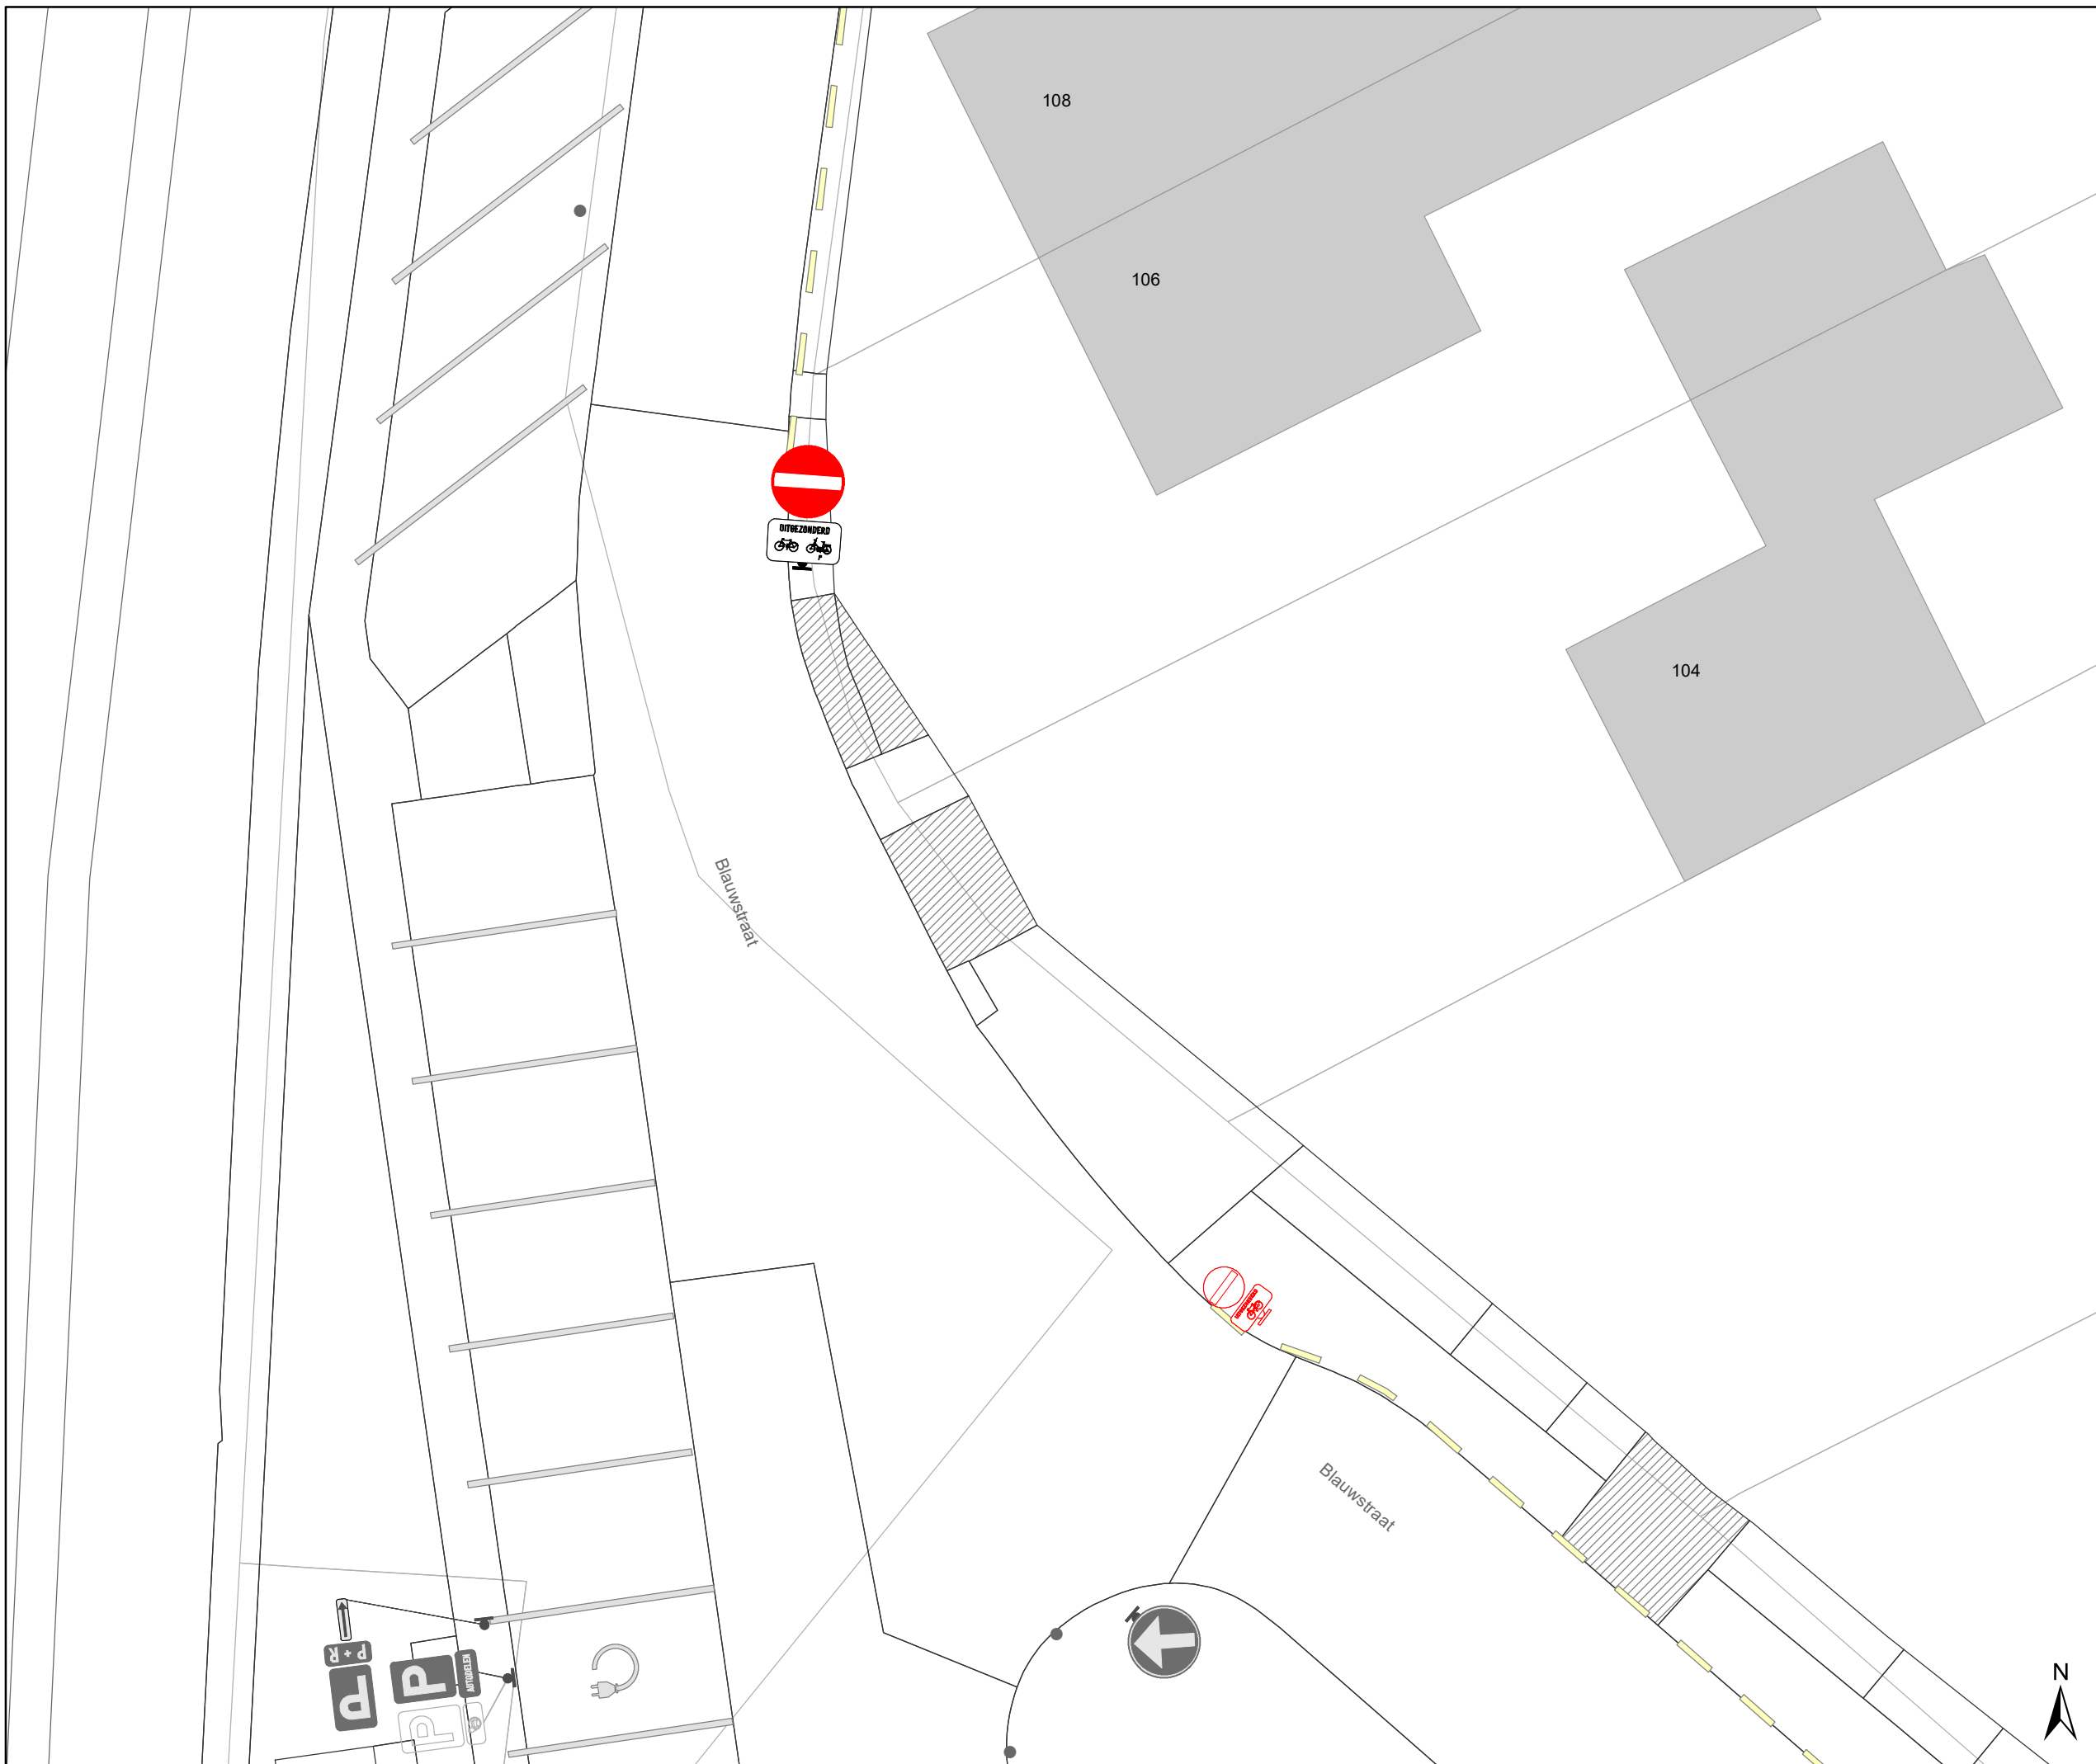 108
106
UITGEZONDERD
P
104
Blauwstraat
Blauwstraat
P + R
P
P
AUTODELEN
P
N